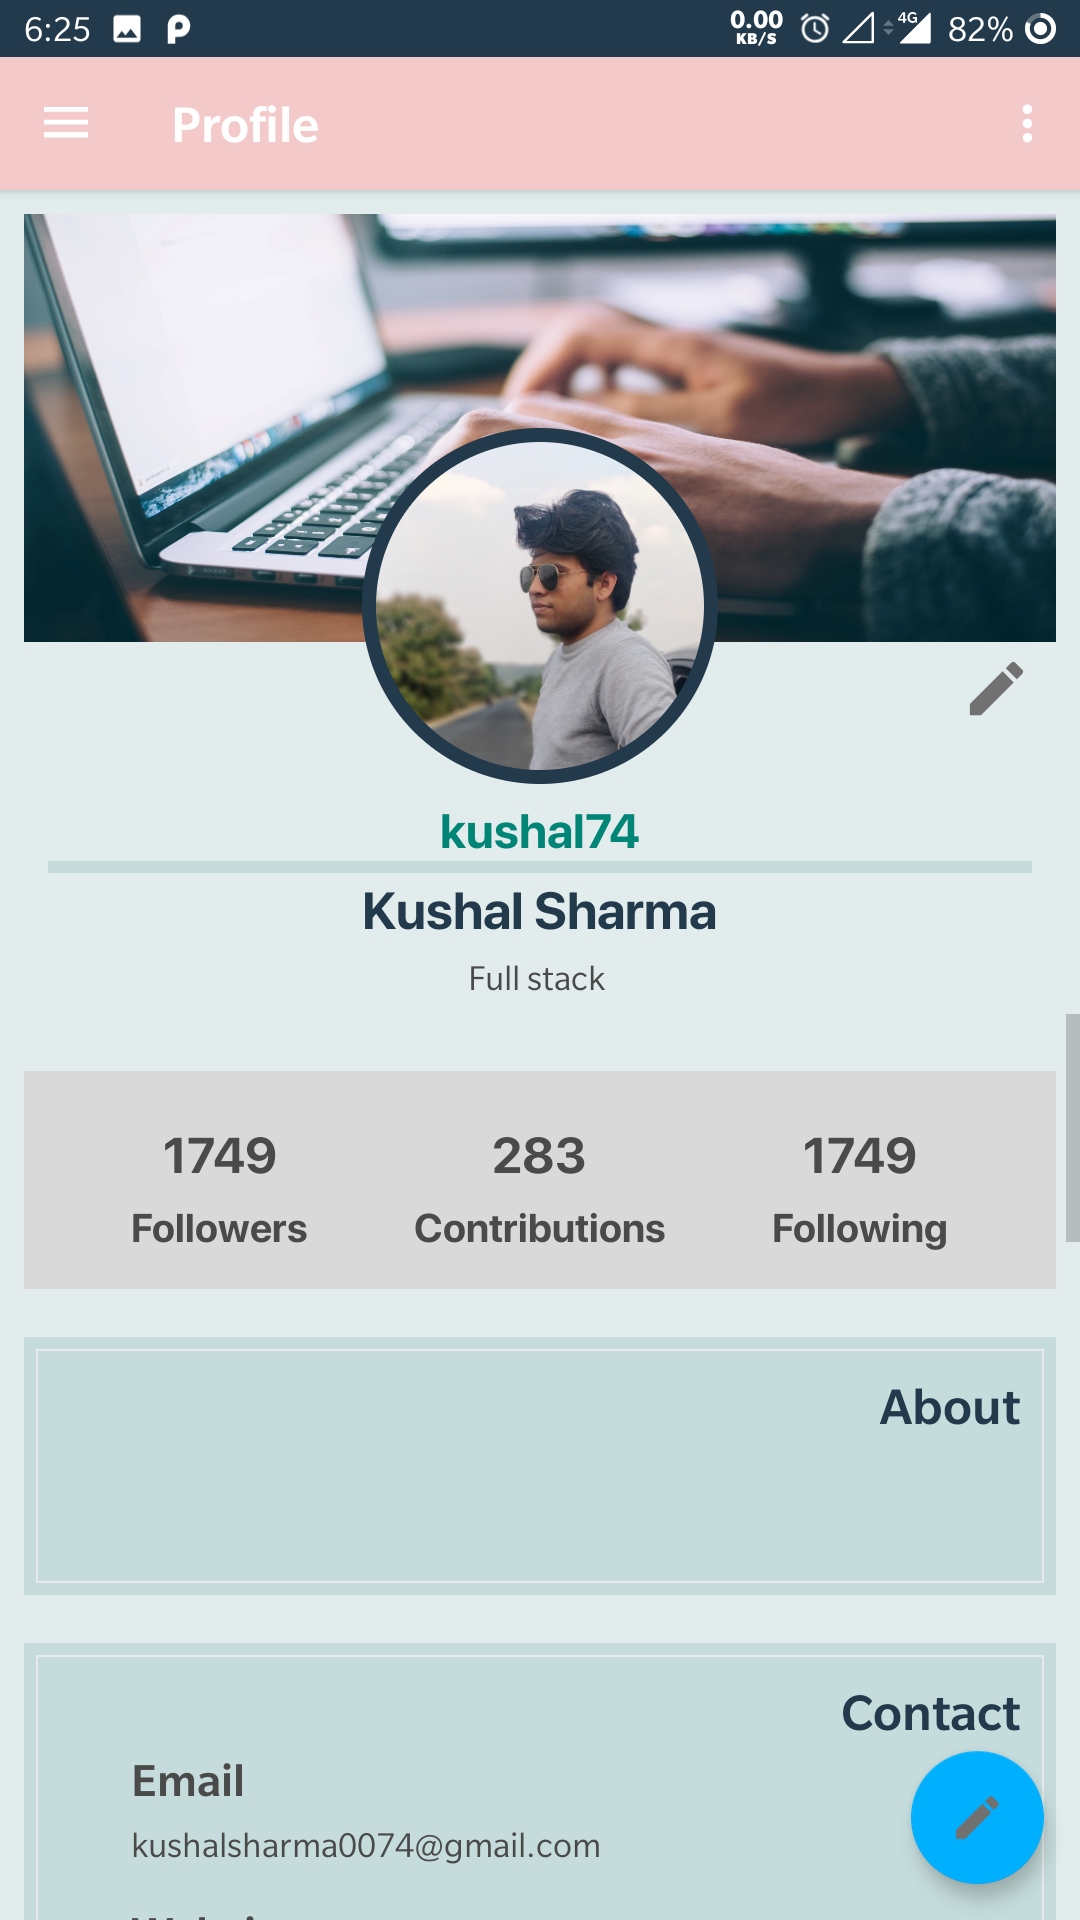 6:25
0.00
KB/S
4G
82%
Profile
kushal74
Kushal Sharma
Full stack
1749
283
1749
Followers
Contributions
Following
About
Contact
Email
kushalsharma0074@gmail.com